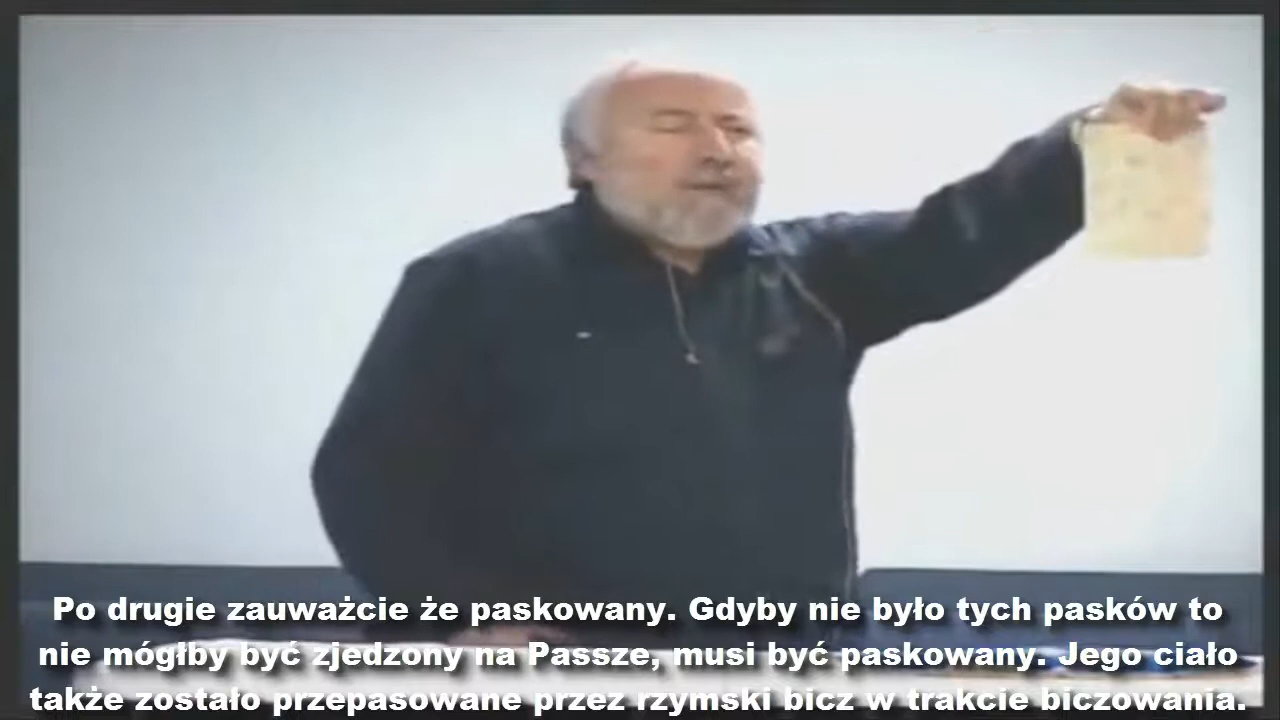 Po drugie zauważcie że paskowany. Gdyby nie było tych pasków to
nie mógłby być zjedzony na Passze, musi być paskowany. Jego ciało
także zostało przepasowane przez rzymski bicz w trakcie biczowania.